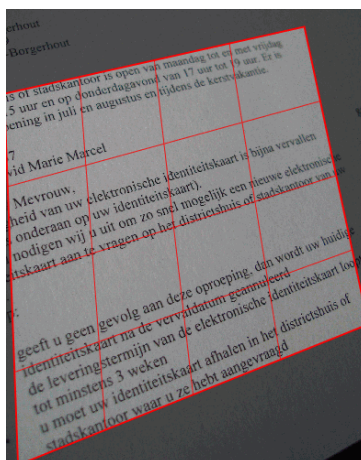 erhout
-Borgerhout
is of stadskantoor is open van maandag tot en met vrijdag
.5 uur en op donderdagavond van 17 uur tot 19 uur. Er is
pening in juli en augustus en tijdens de kerstvakantie.
7
vid Marie Marcel
Mevrouw,
gheid van uw elektronische identiteitskaart is bijna vervallen
onderaan op uw identiteitskaart).
nodigen wij u uit om zo snel mogelijk een nieuwe elektronische
eitskaart aan te vragen op het districtshuis of stadskantoor van uw
p:
geeft u geen gevolg aan deze oproeping, dan wordt uw huidige
identiteitskaart na de vervaldatum geannuleerd
de leveringstermijn van de elektronische identiteitskaart loopt
tot minstens 3 weken
u moet uw identiteitskaart afhalen in het districtshuis of
stadskantoor waar u ze hebt aangevraagd